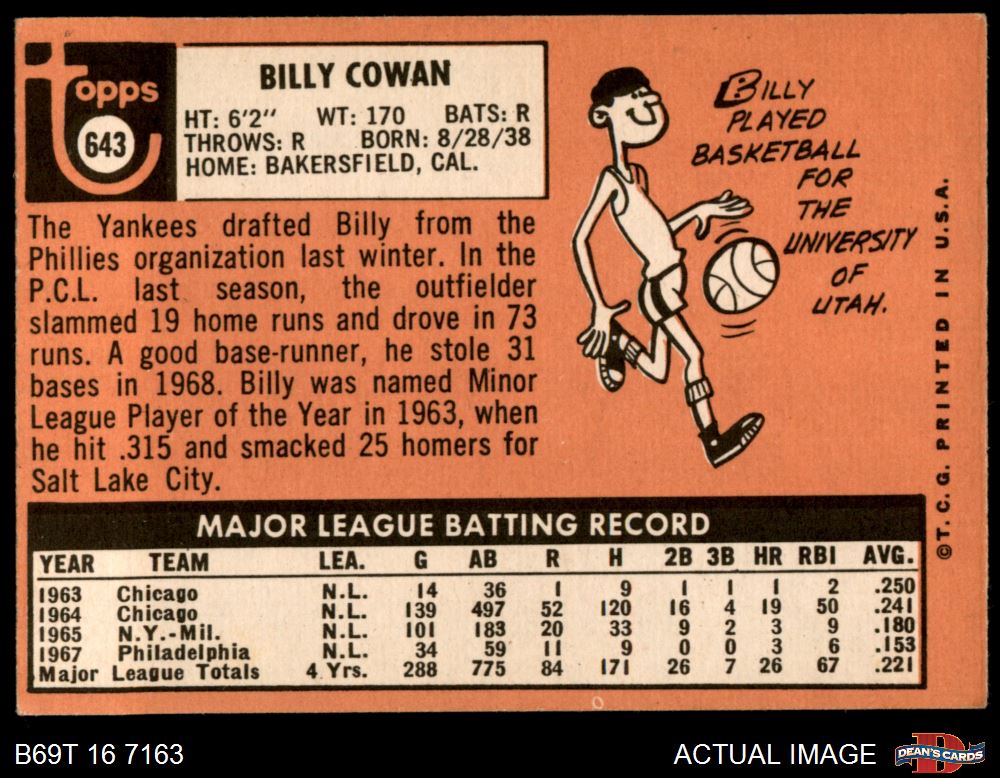 topps
643
BILLY COWAN
HT: 6'2" WT: 170 BATS: R
THROWS: R BORN: 8/28/38
HOME: BAKERSFIELD, CAL.
The Yankees drafted Billy from the
Phillies organization last winter. In the
P.C.L. last season, the outfielder
slammed 19 home runs and drove in 73
runs. A good base-runner, he stole 31
bases in 1968. Billy was named Minor
League Player of the Year in 1963, when
he hit .315 and smacked 25 homers for
Salt Lake City.
BILLY
PLAYED
BASKETBALL
FOR
THE
UNIVERSITY
OF
UTAH.
©T. C. G. PRINTED IN U.S.A.
MAJOR LEAGUE BATTING RECORD
YEAR TEAM LEA. G AB R H 2B 3B HR RBI AVG.
1963 Chicago N.L. 14 36 1 9 1 1 1 2 .250
1964 Chicago N.L. 139 497 52 120 16 4 19 50 .241
1965 N.Y.-Mil. N.L. 101 183 20 33 9 2 3 9 .180
1967 Philadelphia N.L. 34 59 11 9 0 0 3 6 .153
Major League Totals 4 Yrs. 288 775 84 171 26 7 26 67 .221
B69T 16 7163
ACTUAL IMAGE
DEAN'S CARDS